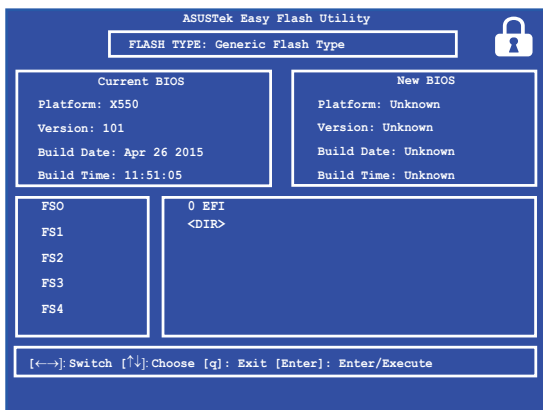 ASUSTek Easy Flash Utility
FLASH TYPE: Generic Flash Type
Current BIOS
Platform: X550
Version: 101
Build Date: Apr 26 2015
Build Time: 11:51:05
New BIOS
Platform: Unknown
Version: Unknown
Build Date: Unknown
Build Time: Unknown
FSO
FS1
FS2
FS3
FS4
0 EFI
<DIR>
[←→]: Switch [↑↓]: Choose [q]: Exit [Enter]: Enter/Execute